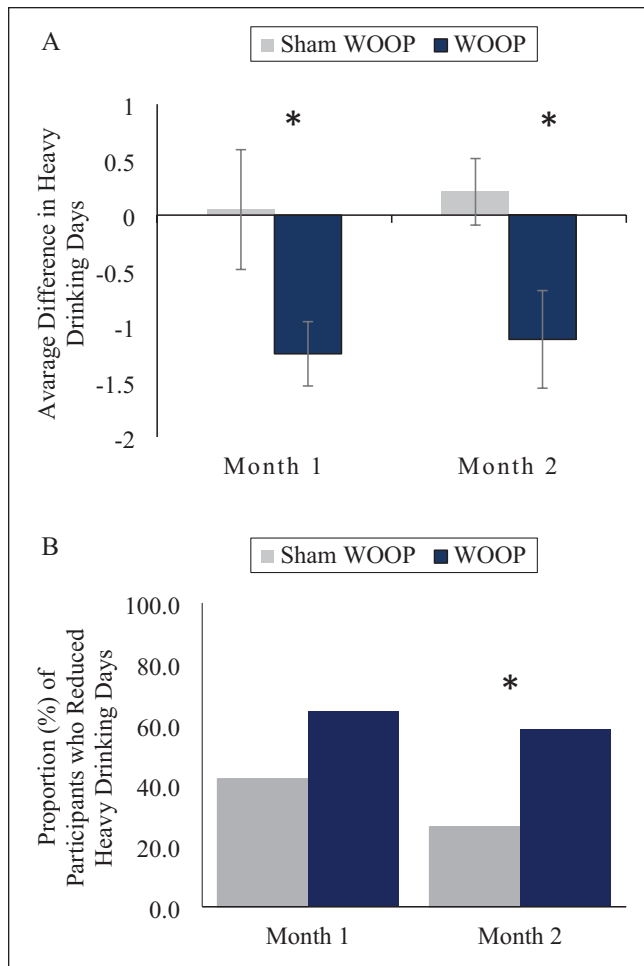 A
Sham WOOP WOOP
Avarage Difference in Heavy
Drinking Days
1
0.5
0
-0.5
-1
-1.5
-2
*
*
Month 1
Month 2
B
Sham WOOP WOOP
Proportion (%) of
Participants who Reduced
Heavy Drinking Days
100.0
80.0
60.0
40.0
20.0
0.0
*
Month 1
Month 2